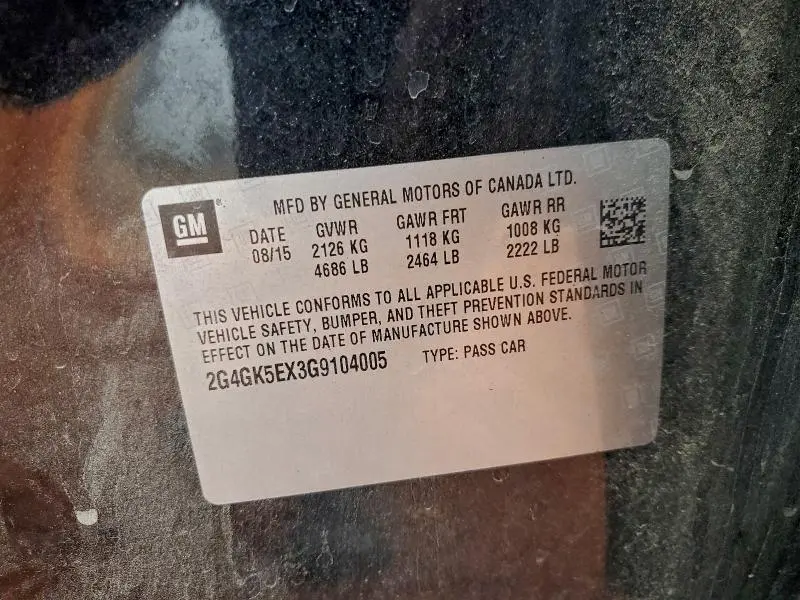 GM
MFD BY GENERAL MOTORS OF CANADA LTD.
DATE GVWR GAWR FRT GAWR RR
08/15 2126 KG 1118 KG 1008 KG
4686 LB 2464 LB 2222 LB
THIS VEHICLE CONFORMS TO ALL APPLICABLE U.S. FEDERAL MOTOR
VEHICLE SAFETY, BUMPER, AND THEFT PREVENTION STANDARDS IN
EFFECT ON THE DATE OF MANUFACTURE SHOWN ABOVE.
2G4GK5EX3G9104005 TYPE: PASS CAR